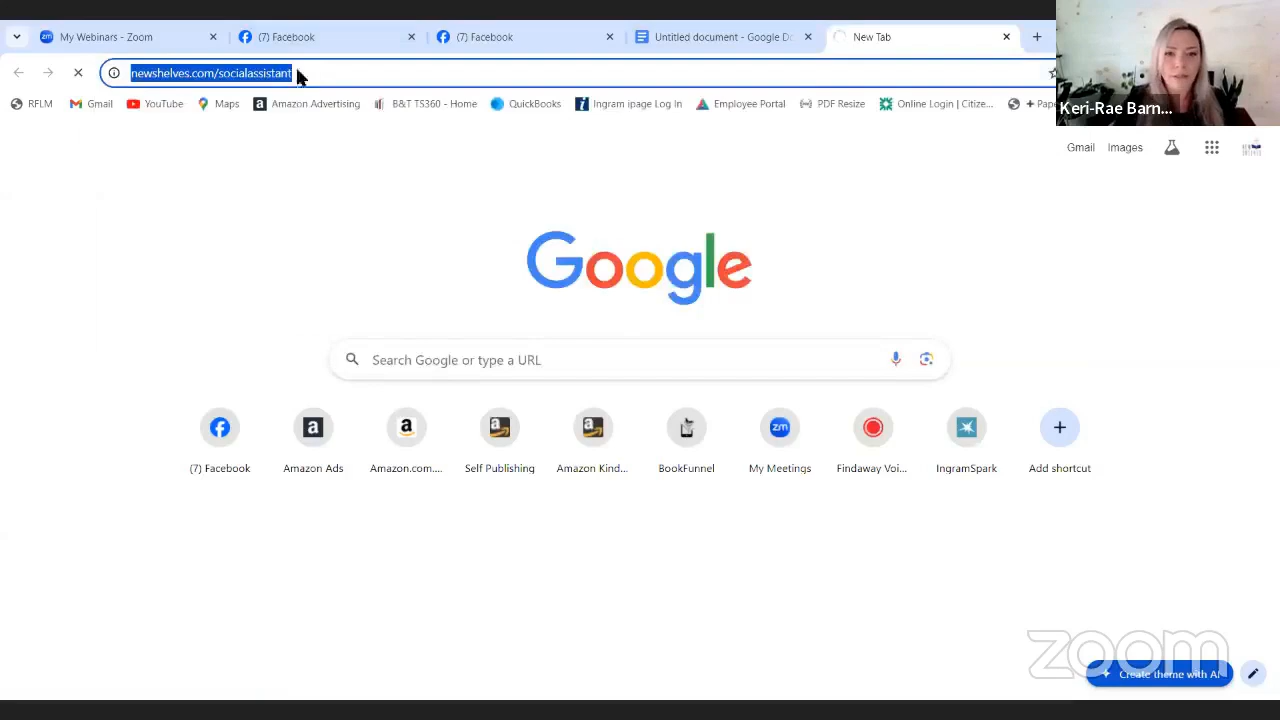 My Webinars - Zoom
(7) Facebook
(7) Facebook
Untitled document - Google Do
New Tab
newshelves.com/socialassistant
RFLM
Gmail
YouTube
Maps
Amazon Advertising
B&T TS360 - Home
QuickBooks
Ingram ipage Log In
Employee Portal
PDF Resize
Online Login | Citize...
+ Pape
Keri-Rae Barn...
Gmail
Images
Google
Search Google or type a URL
(7) Facebook
Amazon Ads
Amazon.com....
Self Publishing
Amazon Kind...
BookFunnel
My Meetings
Findaway Voi...
IngramSpark
Add shortcut
zoom
Create theme with AI